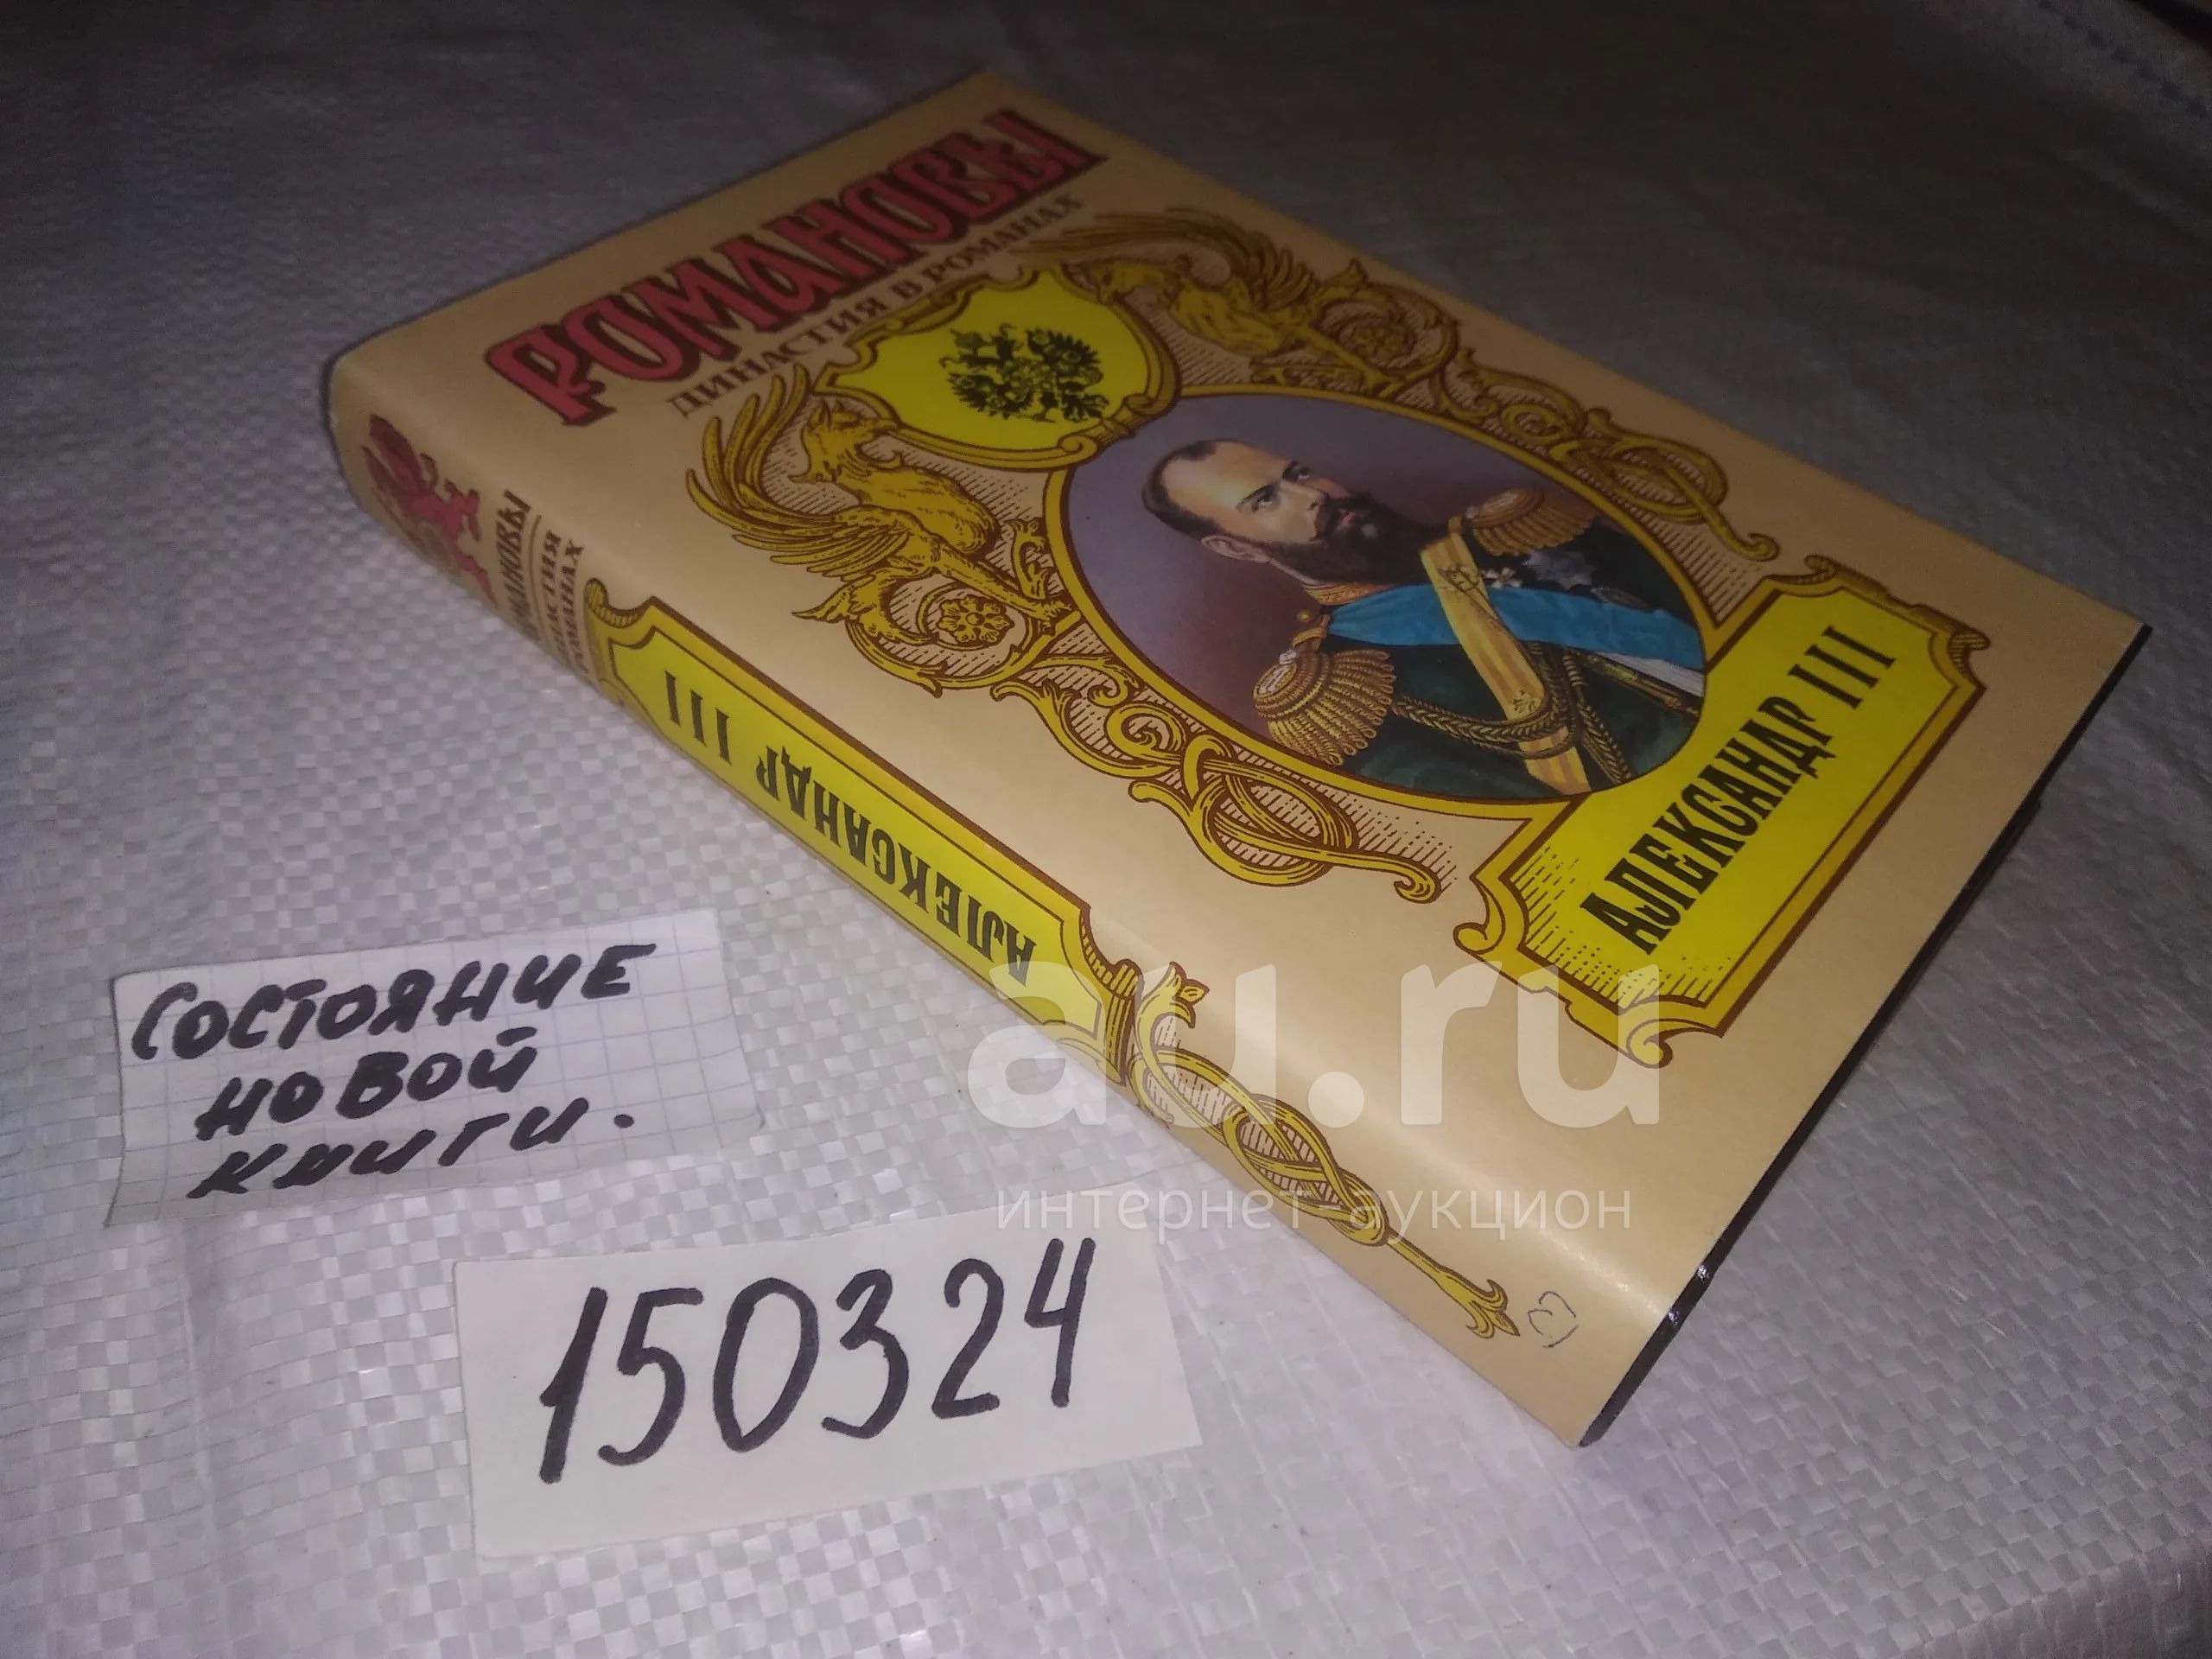 РОМАНОВЫ
ДИНАСТИЯ В РОМАНАХ
АЛЕКСАНДР III
РОМАНОВЫ
ДИНАСТИЯ
В РОМАНАХ
АЛЕКСАНДР III
СОСТОЯНИЕ
НОВОЙ
КНИГИ.
150324
au.ru
интернет-аукцион